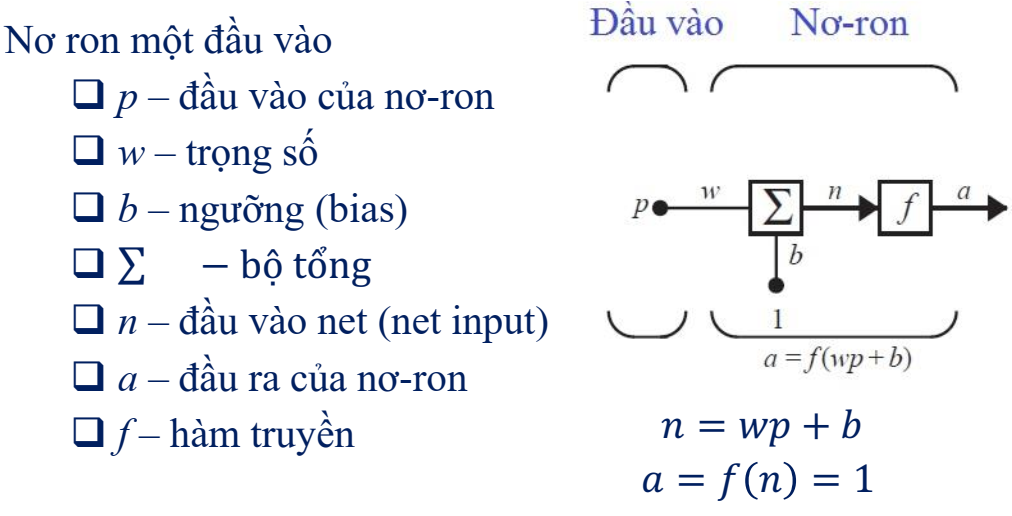 Nơ ron một đầu vào
❑ p – đầu vào của nơ-ron
❑ w – trọng số
❑ b – ngưỡng (bias)
❑ ∑ – bộ tổng
❑ n – đầu vào net (net input)
❑ a – đầu ra của nơ-ron
❑ f – hàm truyền
Đầu vào Nơ-ron
p w Σ n f a
b
1
a = f(wp + b)
n = wp + b
a = f(n) = 1